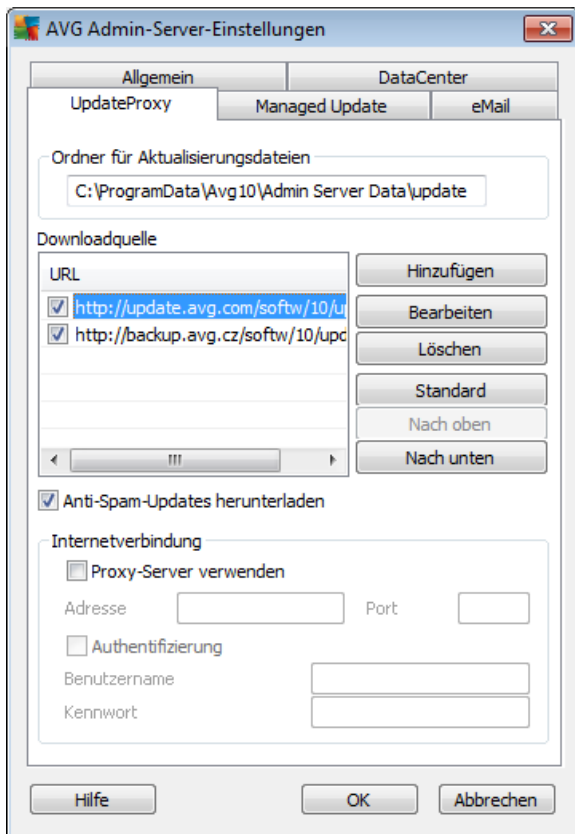 AVG Admin-Server-Einstellungen
Allgemein
DataCenter
UpdateProxy
Managed Update
eMail
Ordner für Aktualisierungsdateien
C:\ProgramData\Avg10\Admin Server Data\update
Downloadquelle
URL
http://update.avg.com/softw/10/up
http://backup.avg.cz/softw/10/upd
Hinzufügen
Bearbeiten
Löschen
Standard
Nach oben
Nach unten
Anti-Spam-Updates herunterladen
Internetverbindung
Proxy-Server verwenden
Adresse
Port
Authentifizierung
Benutzername
Kennwort
Hilfe
OK
Abbrechen